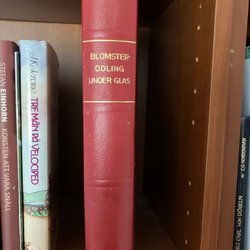 BLOMSTER-
ODLING
UNDER GLAS
STEFAN EINHORN
KONSTEN ATT VARA SNÄLL
TRE MÄN PÅ VELOCIPED